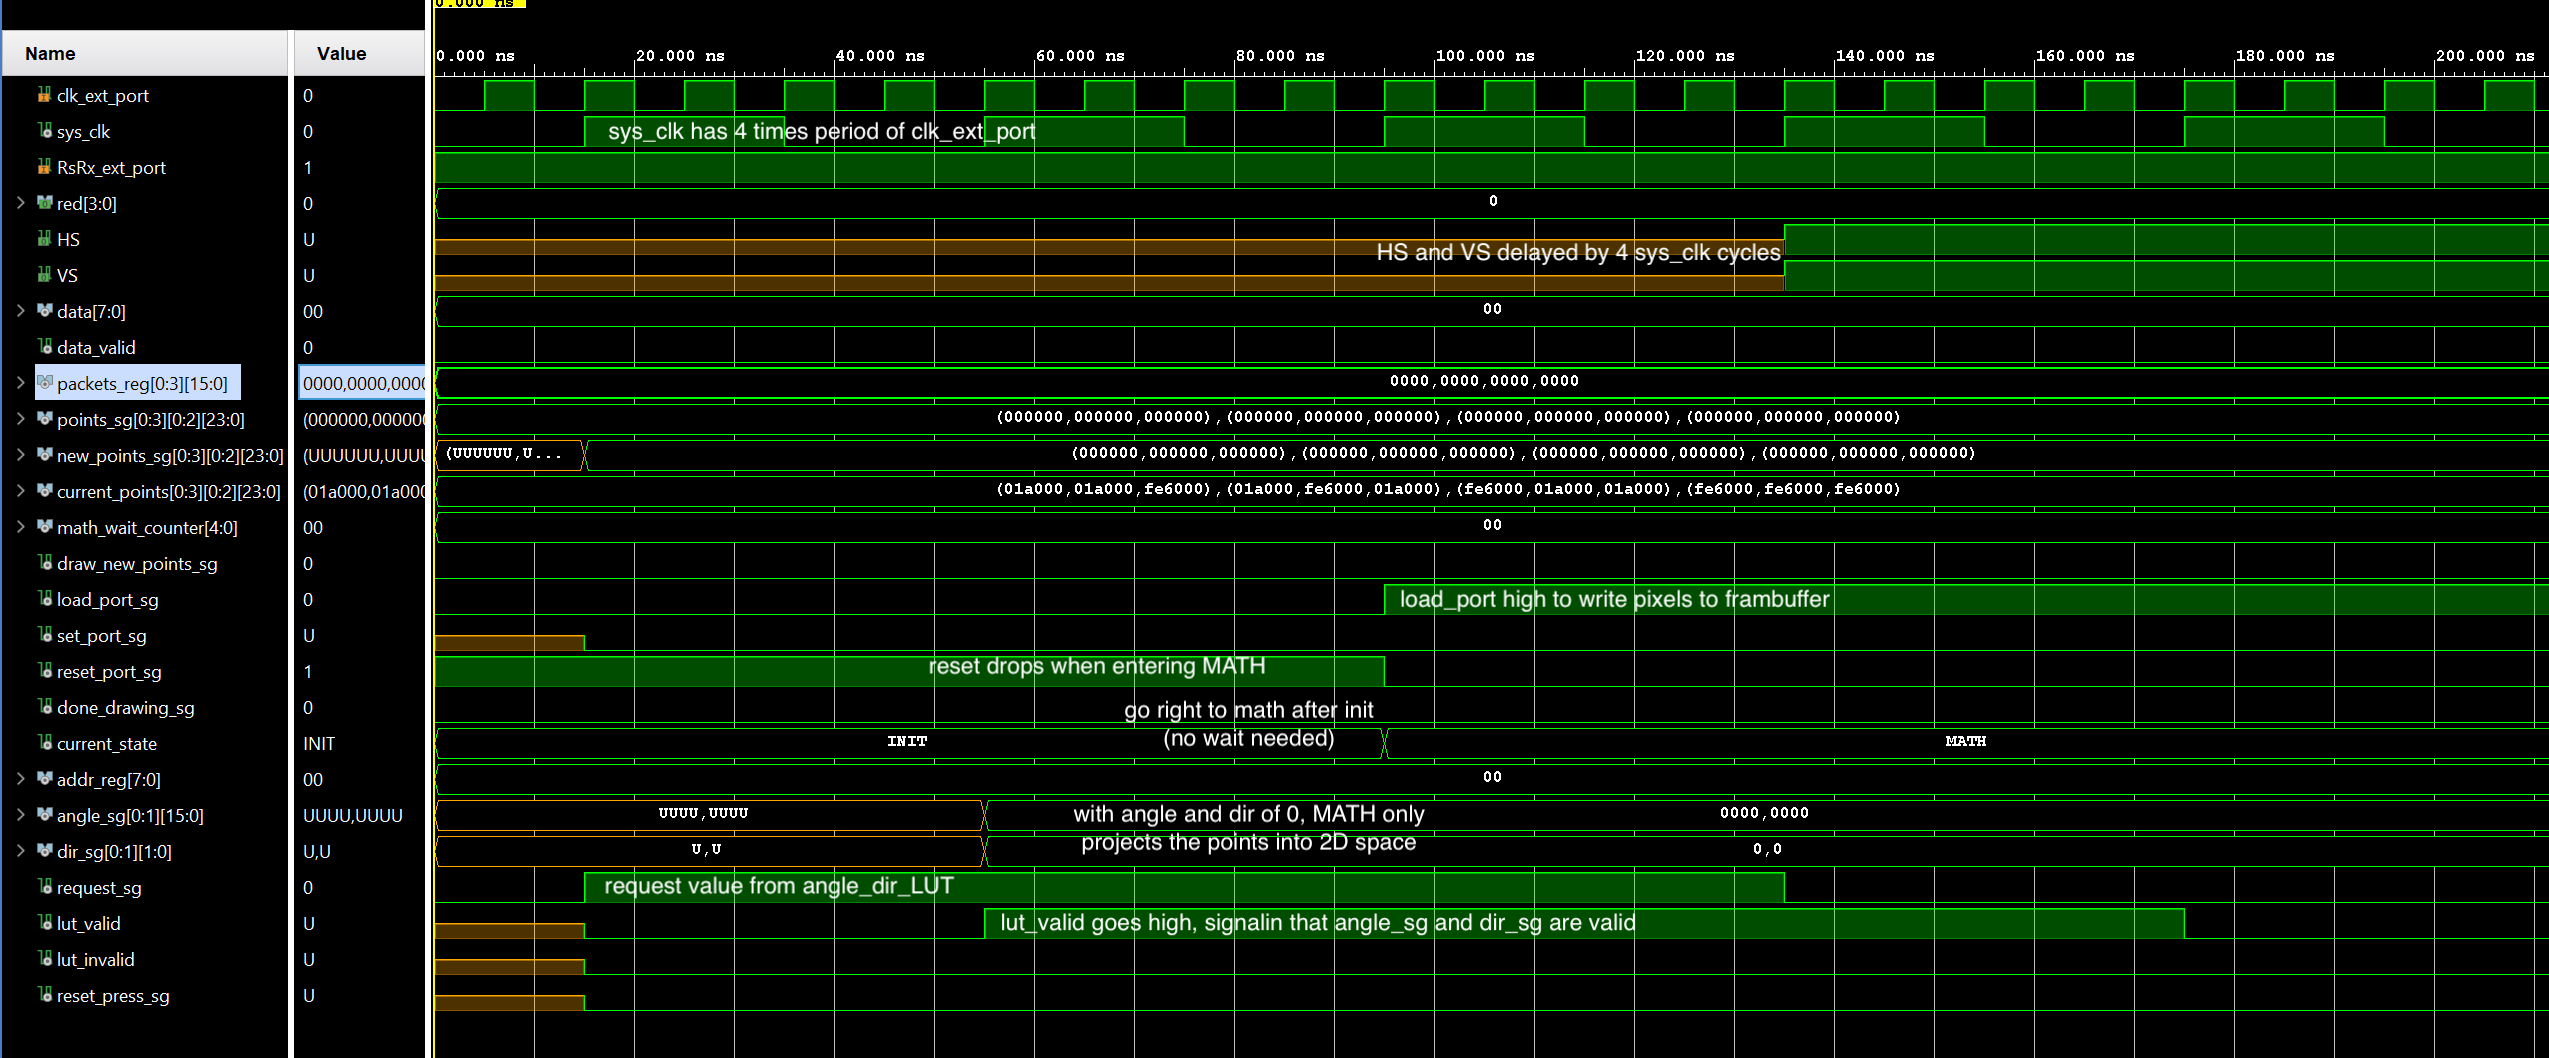 0.000 ns
Name Value
0.000 ns 20.000 ns 40.000 ns 60.000 ns 80.000 ns 100.000 ns 120.000 ns 140.000 ns 160.000 ns 180.000 ns 200.000 ns
clk_ext_port 0
sys_clk 0 sys_clk has 4 times period of clk_ext_port
RsRx_ext_port 1
red[3:0] 0 0
HS U
HS and VS delayed by 4 sys_clk cycles
VS U
data[7:0] 00 00
data_valid 0
packets_reg[0:3][15:0] 0000,0000,0000 0000,0000,0000,0000
points_sg[0:3][0:2][23:0] (000000,000000 (000000,000000,000000),(000000,000000,000000),(000000,000000,000000),(000000,000000,000000)
new_points_sg[0:3][0:2][23:0] (UUUUUU,UUUU (UUUUUU,U... (000000,000000,000000),(000000,000000,000000),(000000,000000,000000),(000000,000000,000000)
current_points[0:3][0:2][23:0] (01a000,01a000 (01a000,01a000,fe6000),(01a000,fe6000,01a000),(fe6000,01a000,01a000),(fe6000,fe6000,fe6000)
math_wait_counter[4:0] 00 00
draw_new_points_sg 0
load_port_sg 0 load_port high to write pixels to frambuffer
set_port_sg U
reset_port_sg 1 reset drops when entering MATH
done_drawing_sg 0 go right to math after init
current_state INIT INIT (no wait needed) MATH
addr_reg[7:0] 00 00
angle_sg[0:1][15:0] UUUU,UUUU UUUU,UUUU with angle and dir of 0, MATH only 0000,0000
dir_sg[0:1][1:0] U,U U,U projects the points into 2D space 0,0
request_sg 0 request value from angle_dir_LUT
lut_valid U lut_valid goes high, signalin that angle_sg and dir_sg are valid
lut_invalid U
reset_press_sg U